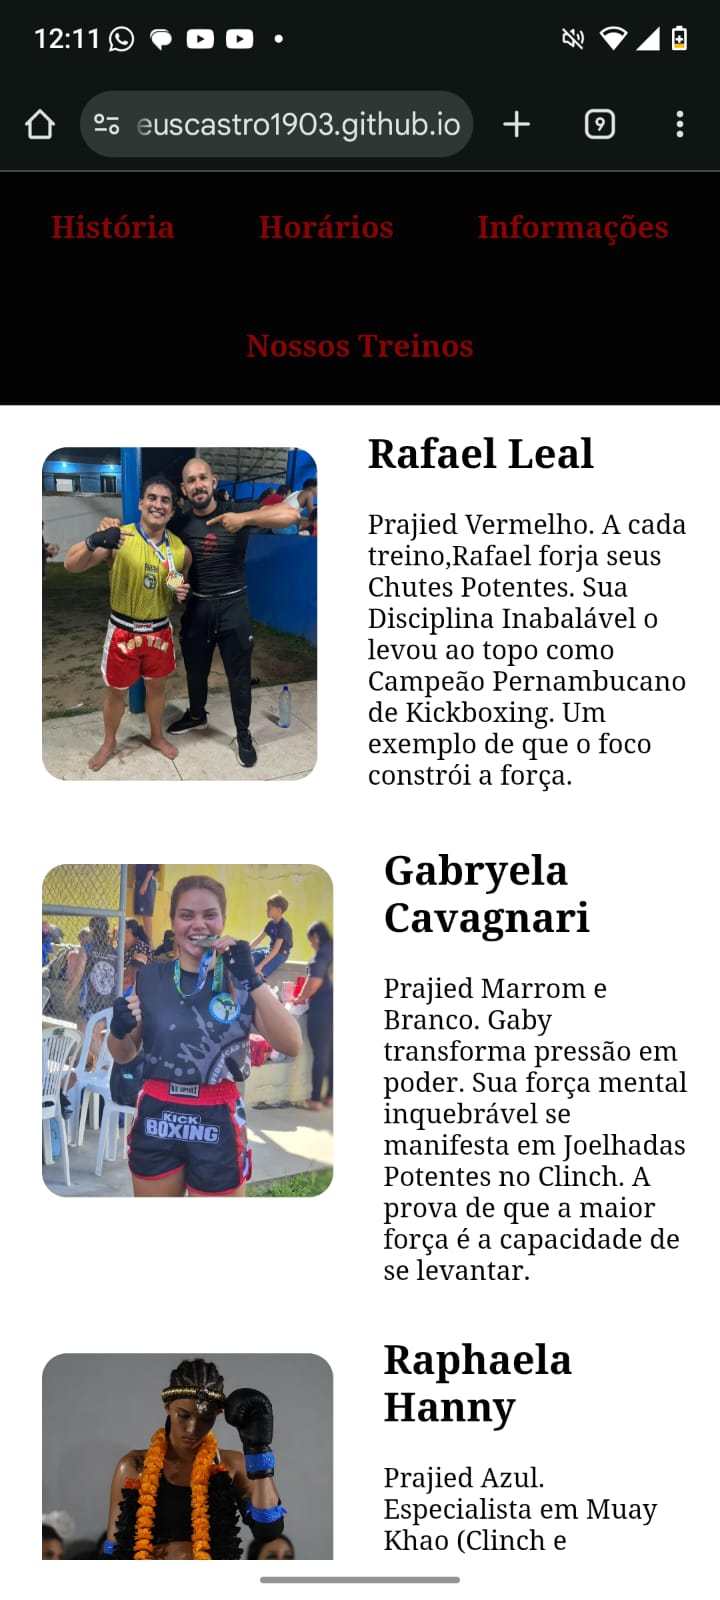 12:11
euscastro1903.github.io
9
História Horários Informações
Nossos Treinos
Rafael Leal
Prajied Vermelho. A cada
treino,Rafael forja seus
Chutes Potentes. Sua
Disciplina Inabalável o
levou ao topo como
Campeão Pernambucano
de Kickboxing. Um
exemplo de que o foco
constrói a força.
Gabryela
Cavagnari
Prajied Marrom e
Branco. Gaby
transforma pressão em
poder. Sua força mental
inquebrável se
manifesta em Joelhadas
Potentes no Clinch. A
prova de que a maior
força é a capacidade de
se levantar.
KICK
BOXING
Raphaela
Hanny
Prajied Azul.
Especialista em Muay
Khao (Clinch e